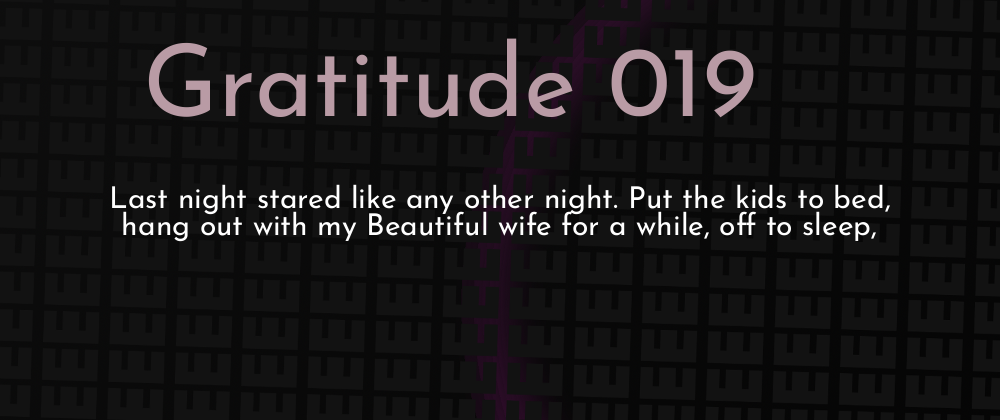 Gratitude 019
Last night stared like any other night. Put the kids to bed,
hang out with my Beautiful wife for a while, off to sleep,